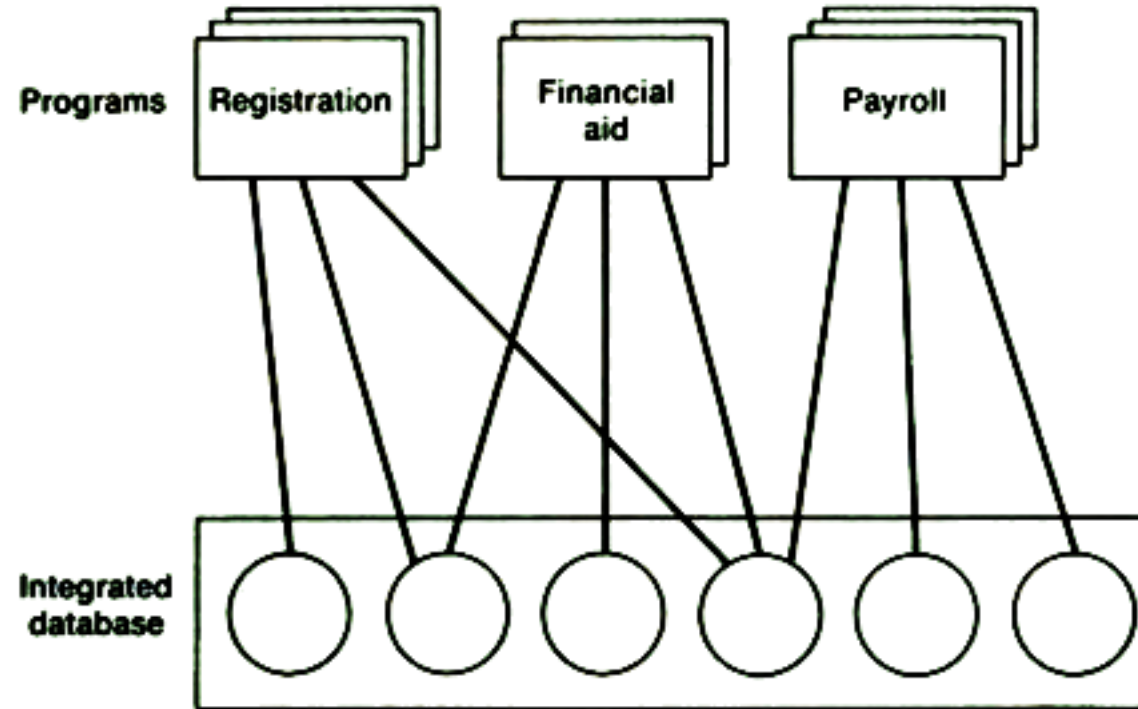 Programs
Registration
Financial
aid
Payroll
Integrated
database